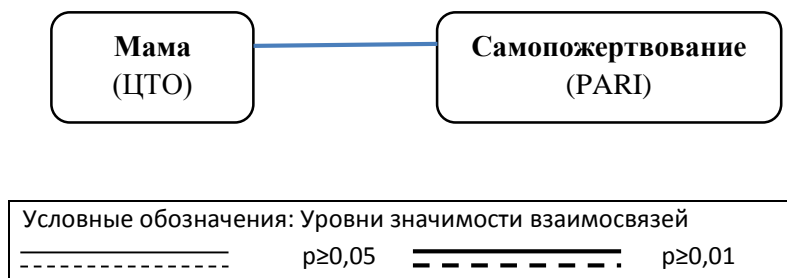 Мама
(ЦТО)
Самопожертвование
(PARI)
Условные обозначения: Уровни значимости взаимосвязей
p≥0,05 p≥0,01